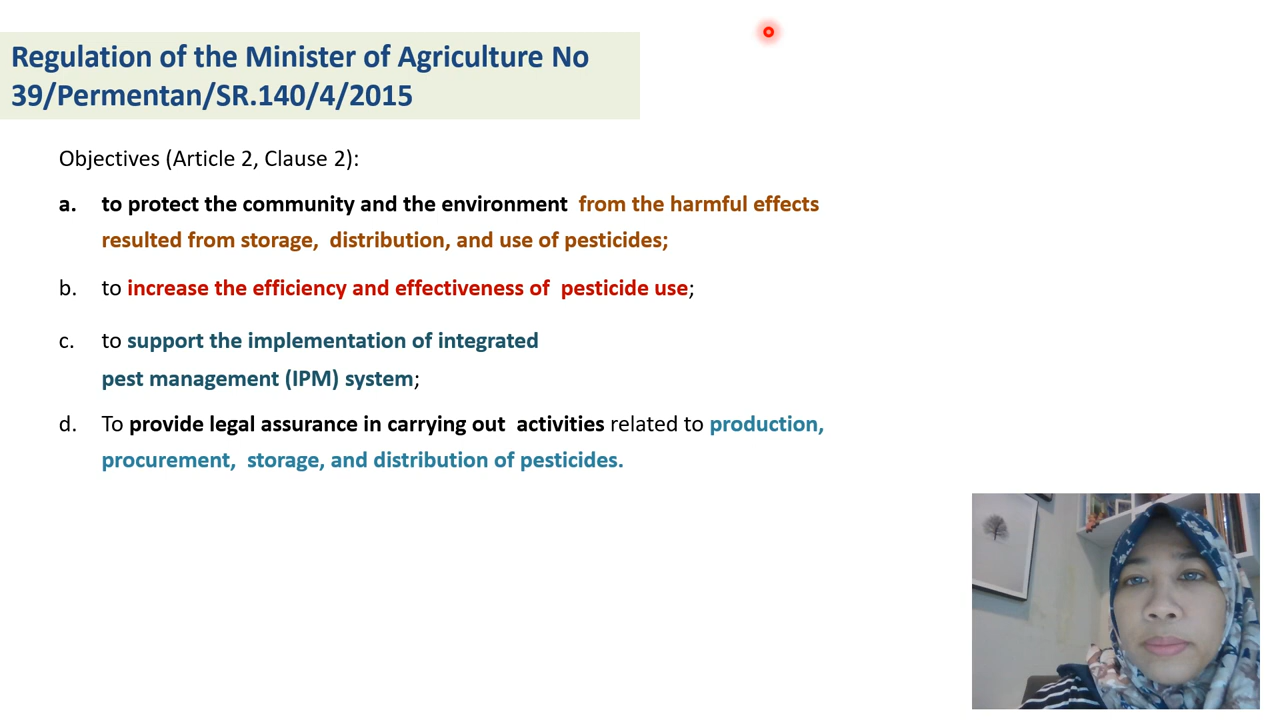 Regulation of the Minister of Agriculture No
39/Permentan/SR.140/4/2015
Objectives (Article 2, Clause 2):
a. to protect the community and the environment from the harmful effects
resulted from storage, distribution, and use of pesticides;
b. to increase the efficiency and effectiveness of pesticide use;
c. to support the implementation of integrated
pest management (IPM) system;
d. To provide legal assurance in carrying out activities related to production,
procurement, storage, and distribution of pesticides.